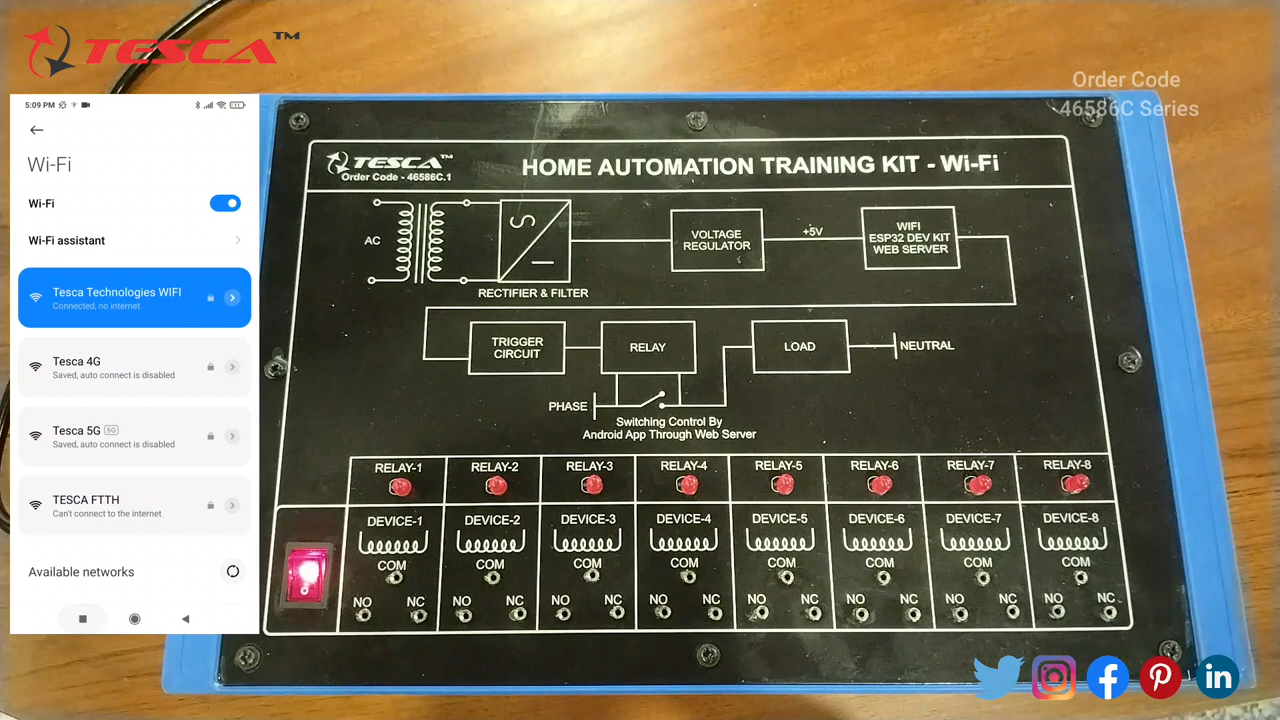 TESCA™
Order Code
46586C Series
5:09 PM
Wi-Fi
Wi-Fi
Wi-Fi assistant
Tesca Technologies WIFI
Connected, no internet
Tesca 4G
Saved, auto connect is disabled
Tesca 5G 5G
Saved, auto connect is disabled
TESCA FTTH
Can't connect to the internet
Available networks
TESCA™
Order Code - 46586C.1
HOME AUTOMATION TRAINING KIT - Wi-Fi
AC
RECTIFIER & FILTER
VOLTAGE
REGULATOR
+5V
WIFI
ESP32 DEV KIT
WEB SERVER
TRIGGER
CIRCUIT
RELAY
LOAD
NEUTRAL
PHASE
Switching Control By
Android App Through Web Server
RELAY-1 RELAY-2 RELAY-3 RELAY-4 RELAY-5 RELAY-6 RELAY-7 RELAY-8
DEVICE-1 DEVICE-2 DEVICE-3 DEVICE-4 DEVICE-5 DEVICE-6 DEVICE-7 DEVICE-8
COM COM COM COM COM COM COM COM
NO NC NO NC NO NC NO NC NO NC NO NC NO NC NO NC
in